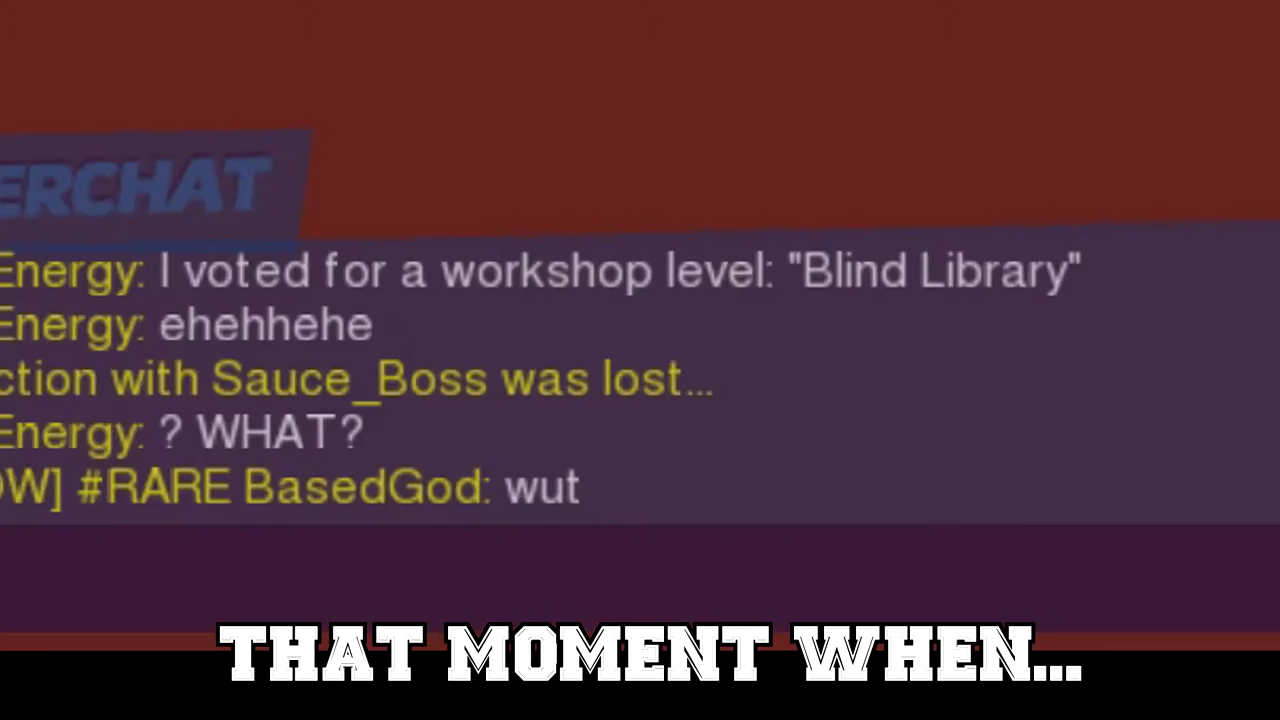 ERCHAT
Energy: I voted for a workshop level: "Blind Library"
Energy: ehehhehe
ction with Sauce_Boss was lost...
Energy: ? WHAT?
OW] #RARE BasedGod: wut
THAT MOMENT WHEN...